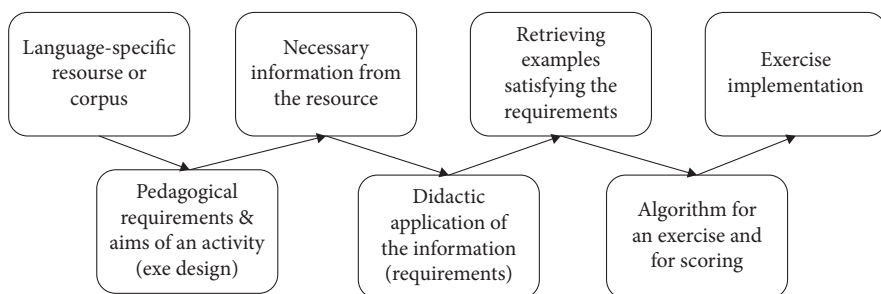 Language-specific
resourse or
corpus
Necessary
information from
the resource
Retrieving
examples
satisfying the
requirements
Exercise
implementation
Pedagogical
requirements &
aims of an activity
(exe design)
Didactic
application of
the information
(requirements)
Algorithm for
an exercise and
for scoring